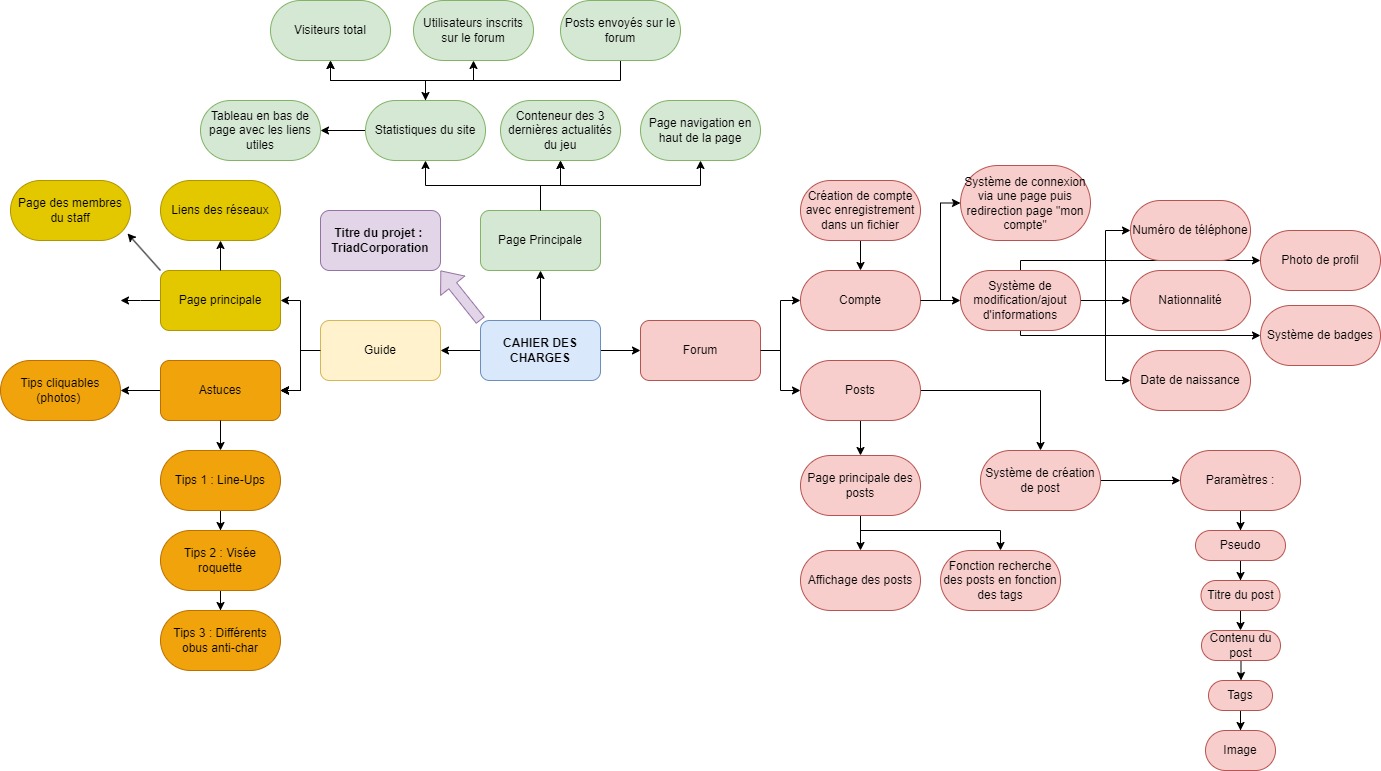 Visiteurs total
Utilisateurs inscrits
sur le forum
Posts envoyés sur le
forum
Tableau en bas de
page avec les liens
utiles
Statistiques du site
Conteneur des 3
dernières actualités
du jeu
Page navigation en
haut de la page
Page des membres
du staff
Liens des réseaux
Titre du projet :
TriadCorporation
Page Principale
Page principale
Guide
CAHIER DES
CHARGES
Forum
Astuces
Tips cliquables
(photos)
Tips 1 : Line-Ups
Tips 2 : Visée
roquette
Tips 3 : Différents
obus anti-char
Création de compte
avec enregistrement
dans un fichier
Système de connexion
via une page puis
redirection page "mon
compte"
Compte
Système de
modification/ajout
d'informations
Numéro de téléphone
Photo de profil
Nationnalité
Système de badges
Date de naissance
Posts
Page principale des
posts
Système de création
de post
Paramètres :
Affichage des posts
Fonction recherche
des posts en fonction
des tags
Pseudo
Titre du post
Contenu du
post
Tags
Image